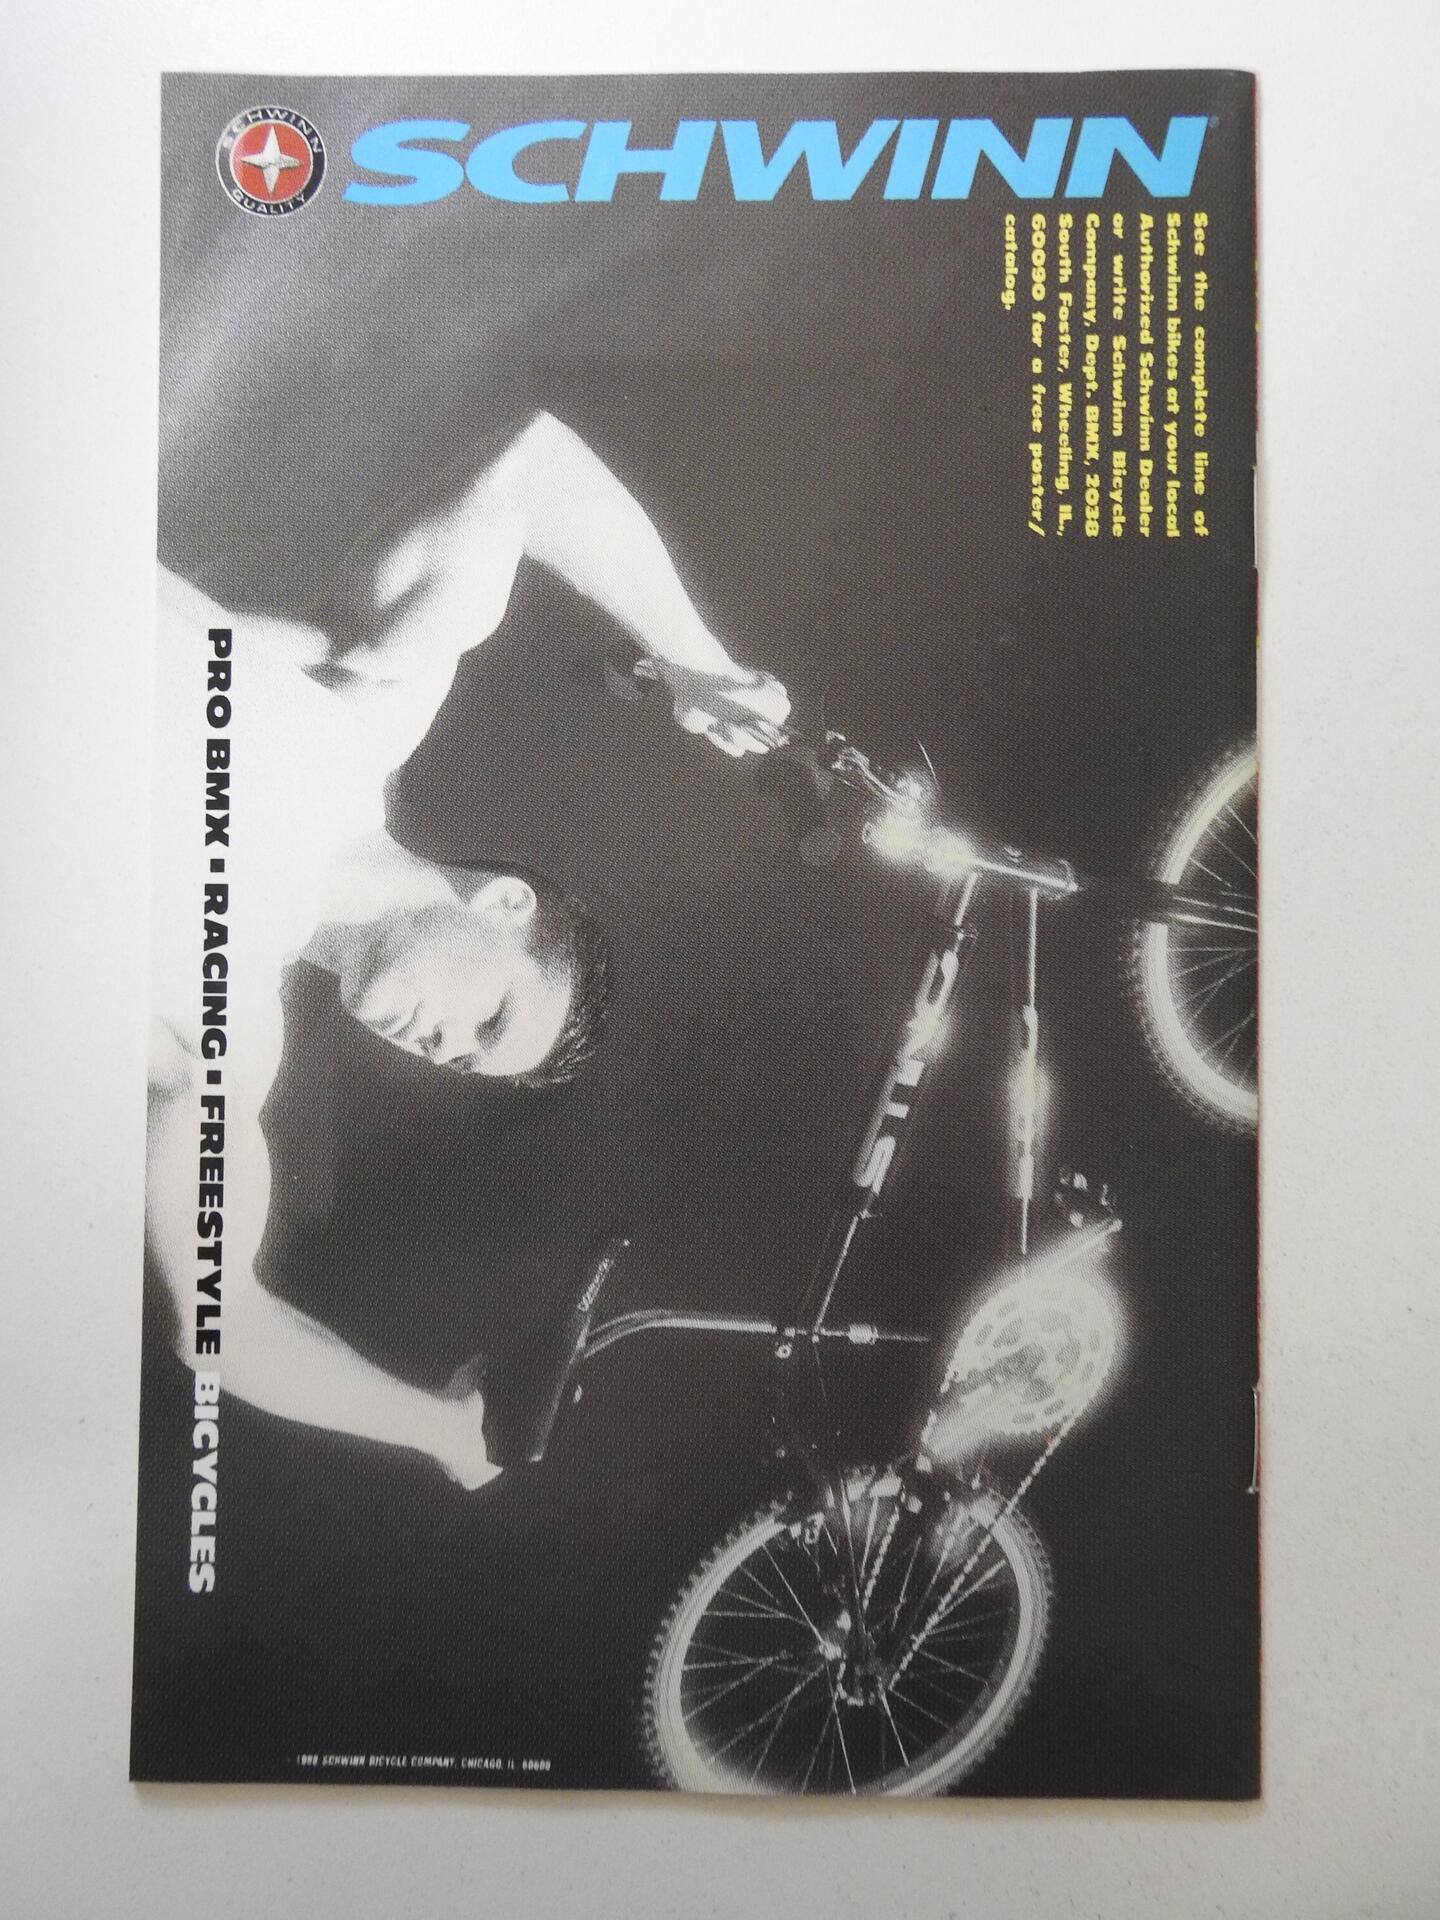 SCHWINN
QUALITY
SCHWINN®
See the complete line of
Schwinn bikes at your local
Authorized Schwinn Dealer
or write Schwinn Bicycle
Company, Dept. BMX, 2038
South Foster, Wheeling, IL,
60090 for a free poster/
catalog.
STING
PRO BMX ▪ RACING ▪ FREESTYLE BICYCLES
SCHWINN BICYCLE COMPANY, CHICAGO, IL